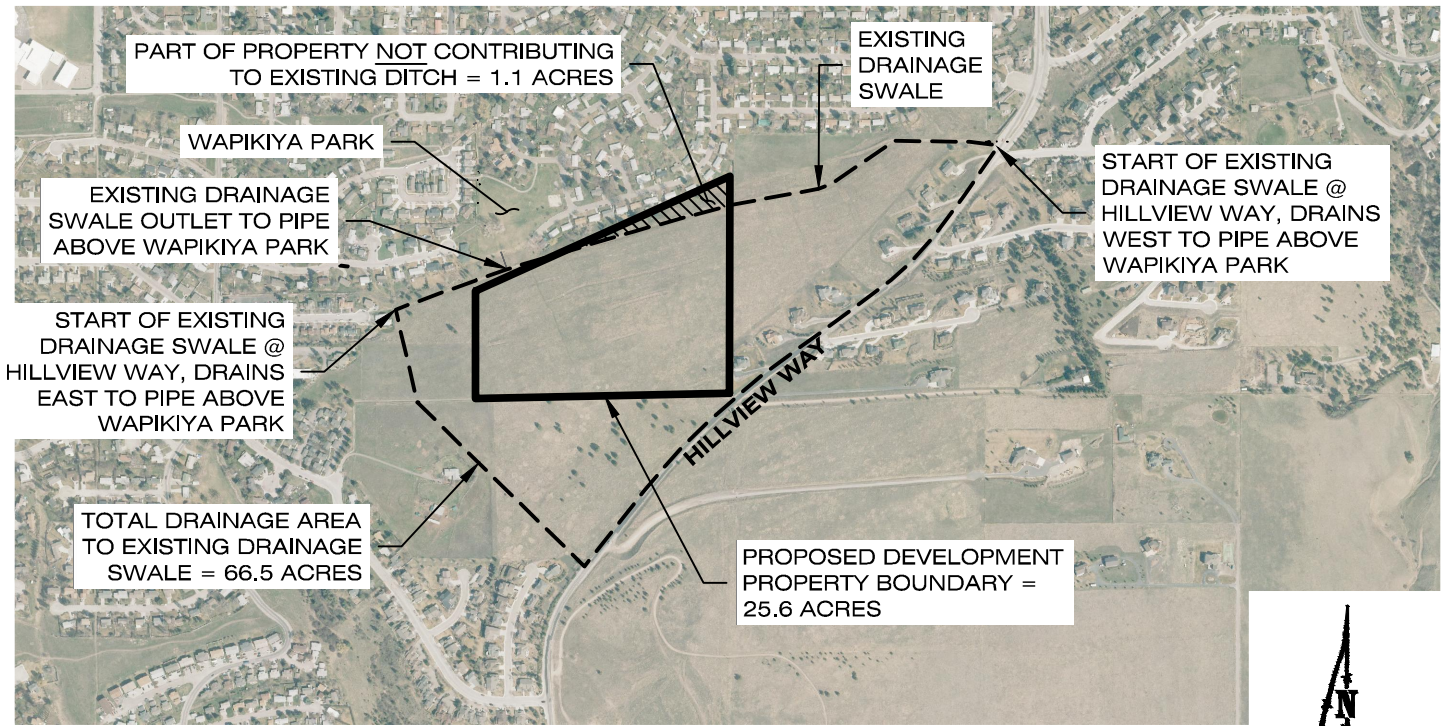 PART OF PROPERTY NOT CONTRIBUTING
TO EXISTING DITCH = 1.1 ACRES
EXISTING
DRAINAGE
SWALE
WAPIKIYA PARK
EXISTING DRAINAGE
SWALE OUTLET TO PIPE
ABOVE WAPIKIYA PARK
START OF EXISTING
DRAINAGE SWALE @
HILLVIEW WAY, DRAINS
WEST TO PIPE ABOVE
WAPIKIYA PARK
START OF EXISTING
DRAINAGE SWALE @
HILLVIEW WAY, DRAINS
EAST TO PIPE ABOVE
WAPIKIYA PARK
HILLVIEW WAY
TOTAL DRAINAGE AREA
TO EXISTING DRAINAGE
SWALE = 66.5 ACRES
PROPOSED DEVELOPMENT
PROPERTY BOUNDARY =
25.6 ACRES
N